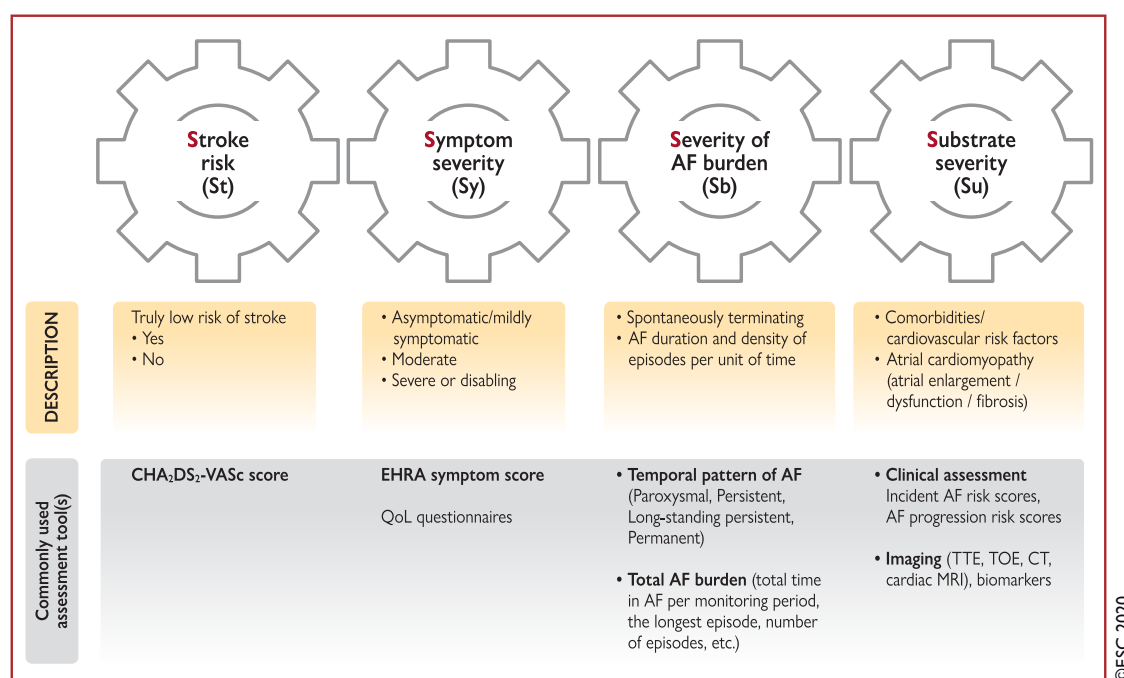 Stroke
risk
(St)
Symptom
severity
(Sy)
Severity of
AF burden
(Sb)
Substrate
severity
(Su)
DESCRIPTION
Truly low risk of stroke
• Yes
• No
• Asymptomatic/mildly
symptomatic
• Moderate
• Severe or disabling
• Spontaneously terminating
• AF duration and density of
episodes per unit of time
• Comorbidities/
cardiovascular risk factors
• Atrial cardiomyopathy
(atrial enlargement /
dysfunction / fibrosis)
Commonly used
assessment tool(s)
CHA₂DS₂-VASc score
EHRA symptom score
QoL questionnaires
• Temporal pattern of AF
(Paroxysmal, Persistent,
Long-standing persistent,
Permanent)
• Total AF burden (total time
in AF per monitoring period,
the longest episode, number
of episodes, etc.)
• Clinical assessment
Incident AF risk scores,
AF progression risk scores
• Imaging (TTE, TOE, CT,
cardiac MRI), biomarkers
©ESC 2020